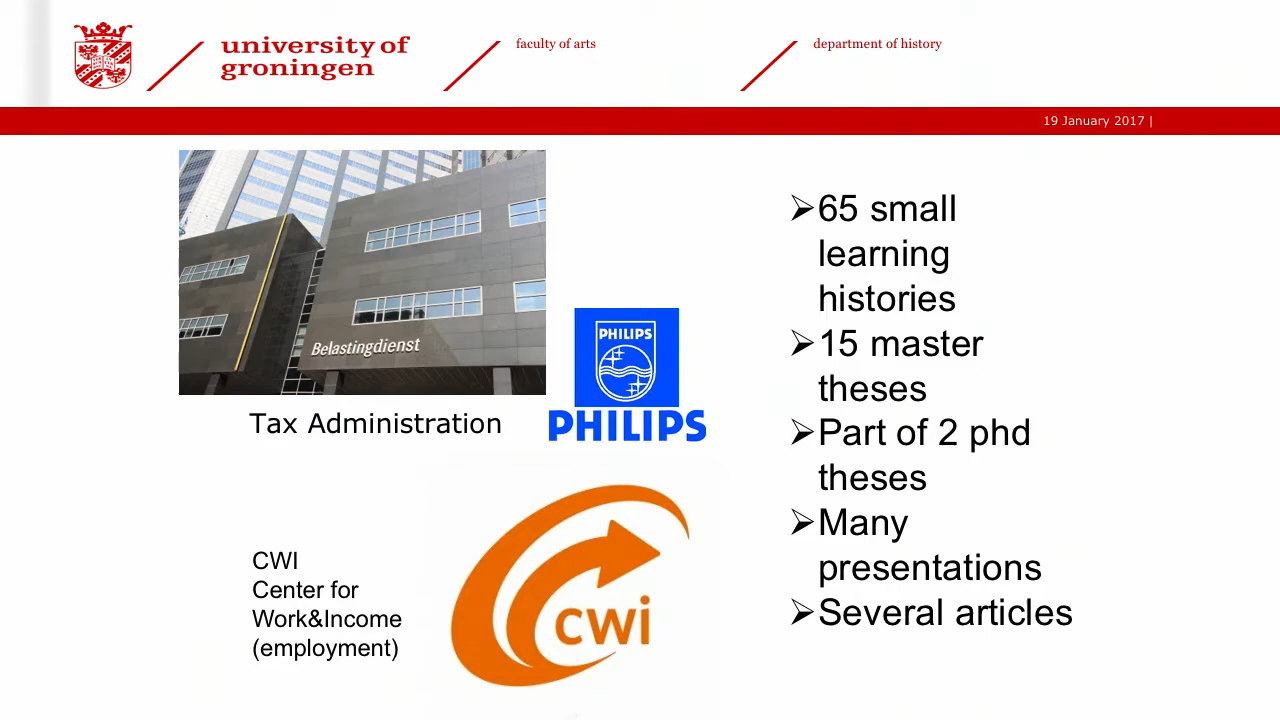 university of
groningen
faculty of arts
department of history
19 January 2017 |
Belastingdienst
Tax Administration
PHILIPS
PHILIPS
CWI
Center for
Work&Income
(employment)
cwi
➢65 small
learning
histories
➢15 master
theses
➢Part of 2 phd
theses
➢Many
presentations
➢Several articles